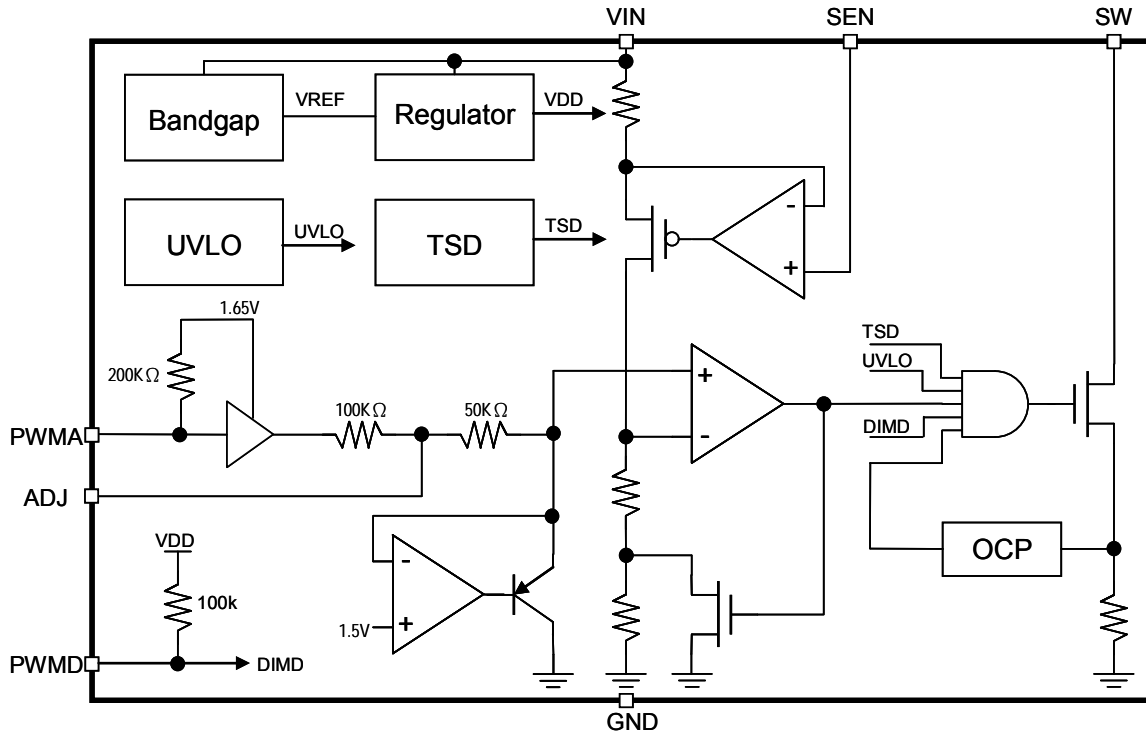 VIN
SEN
SW
Bandgap
VREF
Regulator
VDD
UVLO
UVLO
TSD
TSD
-
+
1.65V
200KΩ
PWMA
100KΩ
50KΩ
+
-
TSD
UVLO
DIMD
ADJ
VDD
100k
-
+
1.5V
OCP
PWMD
DIMD
GND